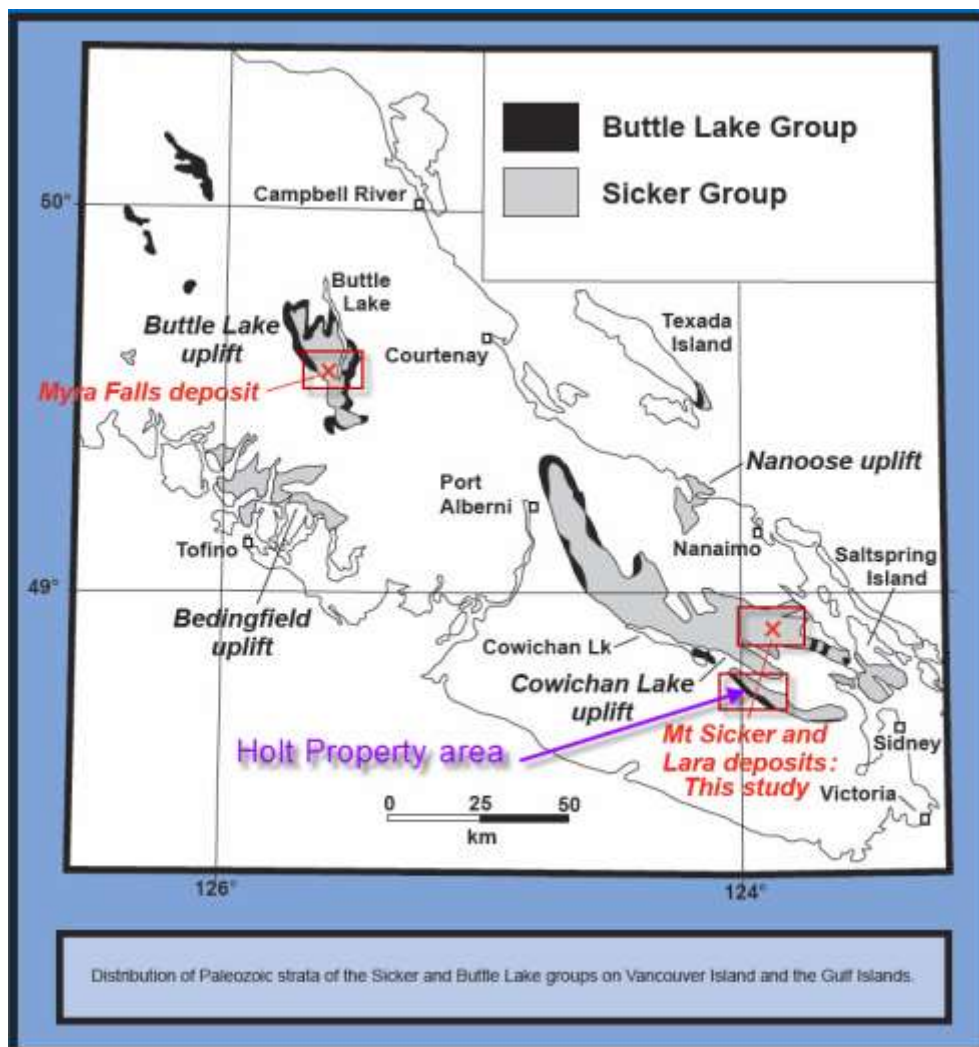 Buttle Lake Group
Sicker Group
50°
Campbell River
Buttle
Lake
Buttle Lake
uplift
Myra Falls deposit
Courtenay
Texada
Island
Port
Alberni
Nanoose uplift
Nanaimo
Saltspring
Island
Tofino
49°
Bedingfield
uplift
Cowichan Lk
Cowichan Lake
uplift
Holt Property area
Mt Sicker and
Lara deposits:
This study
Sidney
Victoria
0 25 50
km
126°
124°
Distribution of Paleozoic strata of the Sicker and Buttle Lake groups on Vancouver Island and the Gulf Islands.